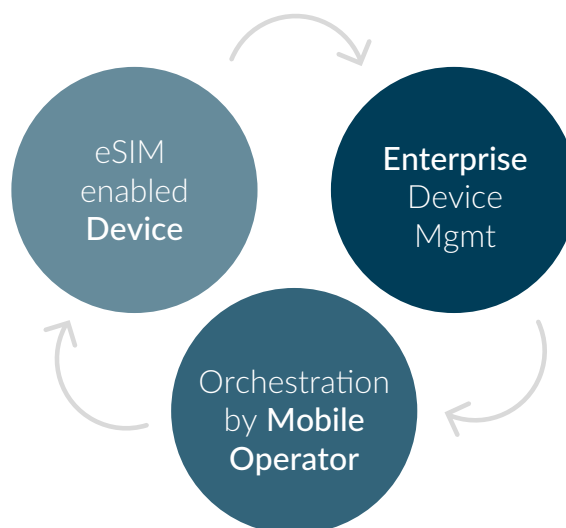 eSIM
enabled
Device
Enterprise
Device
Mgmt
Orchestration
by Mobile
Operator